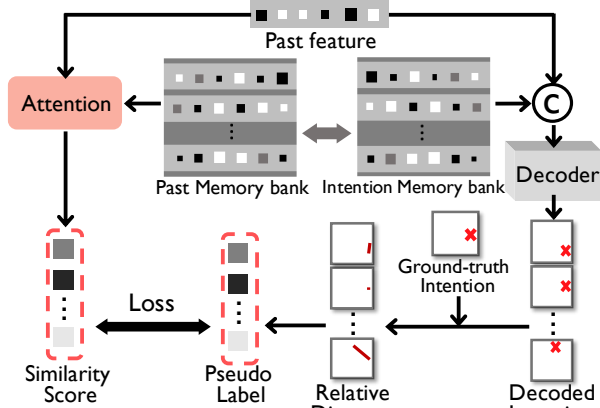 Past feature
Attention
C
Past Memory bank
Intention Memory bank
Decoder
Ground-truth
Intention
Loss
Similarity
Score
Pseudo
Label
Relative
Decoded